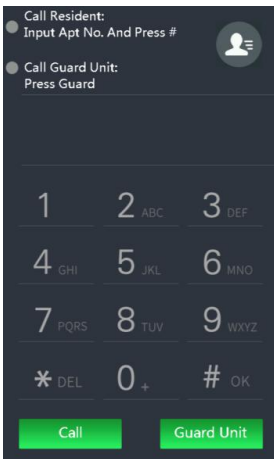 Call Resident:
Input Apt No. And Press #
Call Guard Unit:
Press Guard
1 2 ABC 3 DEF
4 GHI 5 JKL 6 MNO
7 PQRS 8 TUV 9 WXYZ
* DEL 0 + # OK
Call Guard Unit